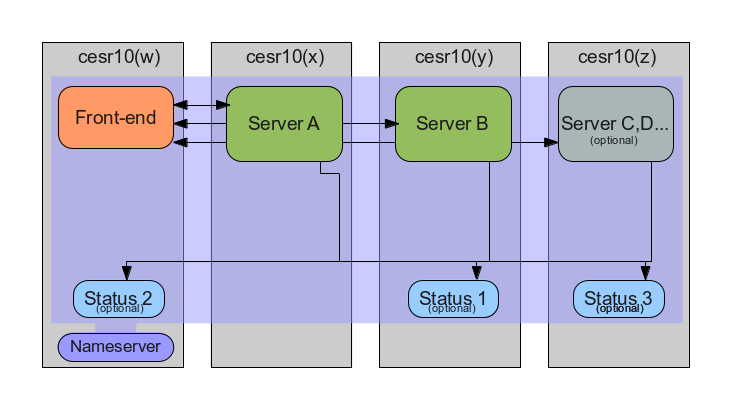 cesr10(w)
cesr10(x)
cesr10(y)
cesr10(z)
Front-end
Server A
Server B
Server C,D...
(optional)
Status 2
(optional)
Status 1
(optional)
Status 3
(optional)
Nameserver